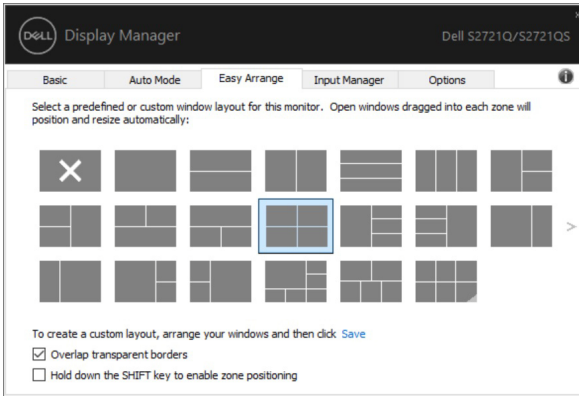 DELL Display Manager Dell S2721Q/S2721QS
Basic Auto Mode Easy Arrange Input Manager Options
Select a predefined or custom window layout for this monitor. Open windows dragged into each zone will
position and resize automatically:
To create a custom layout, arrange your windows and then click Save
Overlap transparent borders
Hold down the SHIFT key to enable zone positioning